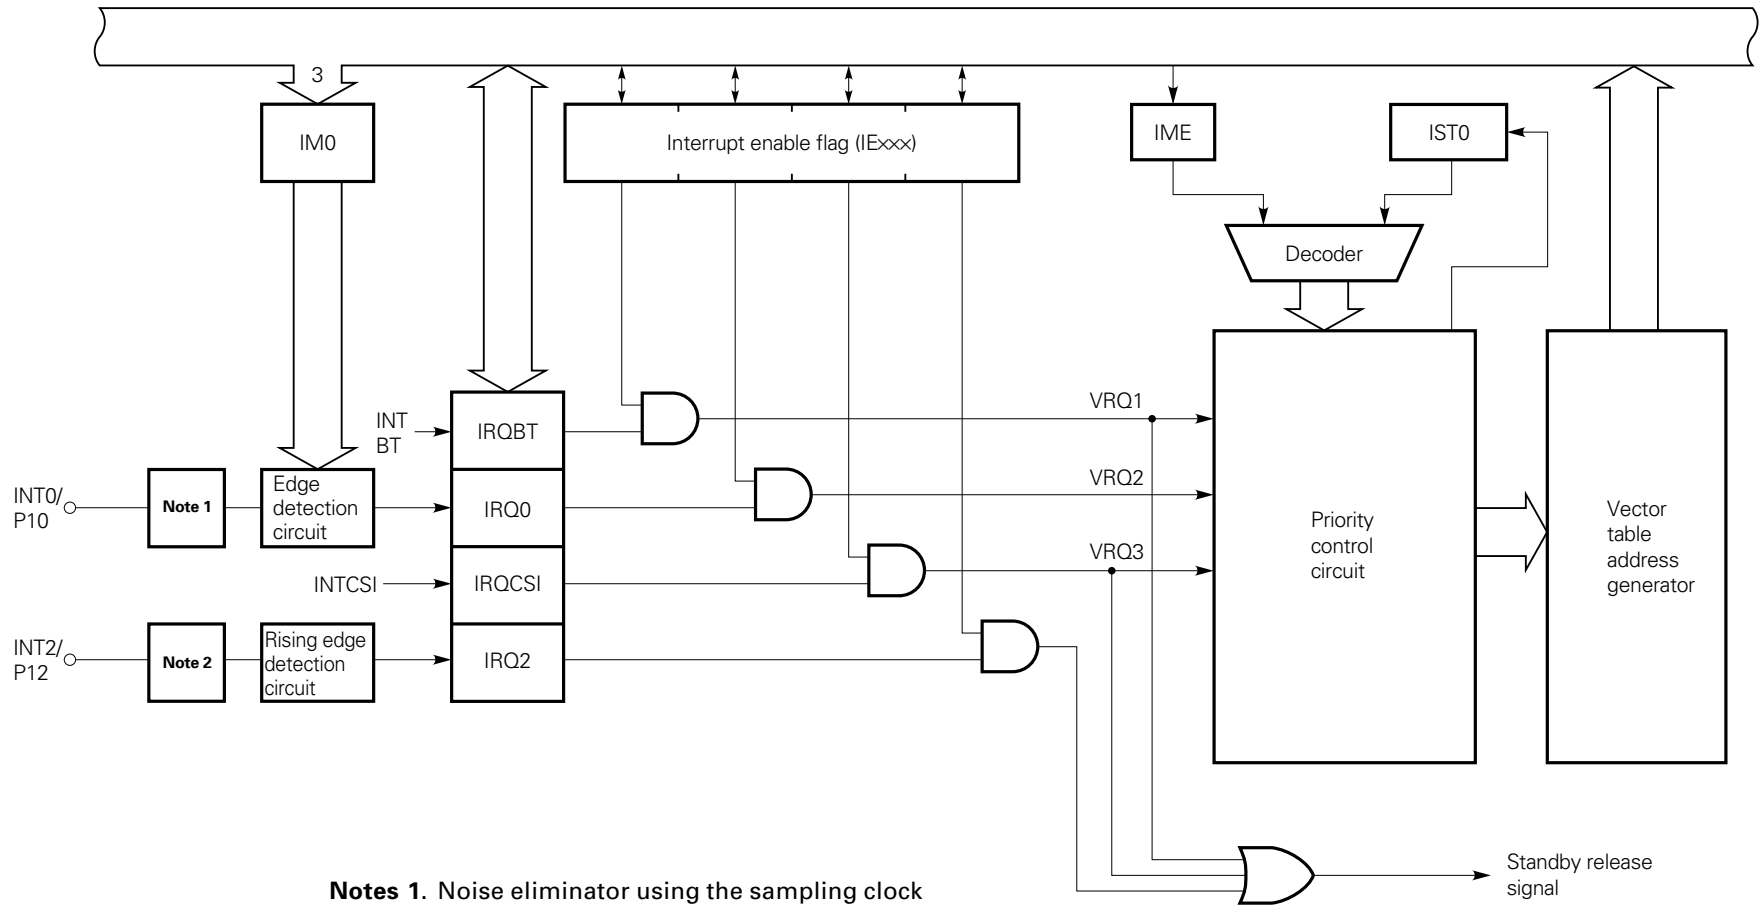 3
IM0
Interrupt enable flag (IE×××)
IME
IST0
Decoder
INT
BT
IRQBT
VRQ1
INT0/
P10
Note 1
Edge
detection
circuit
IRQ0
VRQ2
INTCSI
IRQCSI
VRQ3
Priority
control
circuit
Vector
table
address
generator
INT2/
P12
Note 2
Rising edge
detection
circuit
IRQ2
Standby release
signal
Notes 1. Noise eliminator using the sampling clock